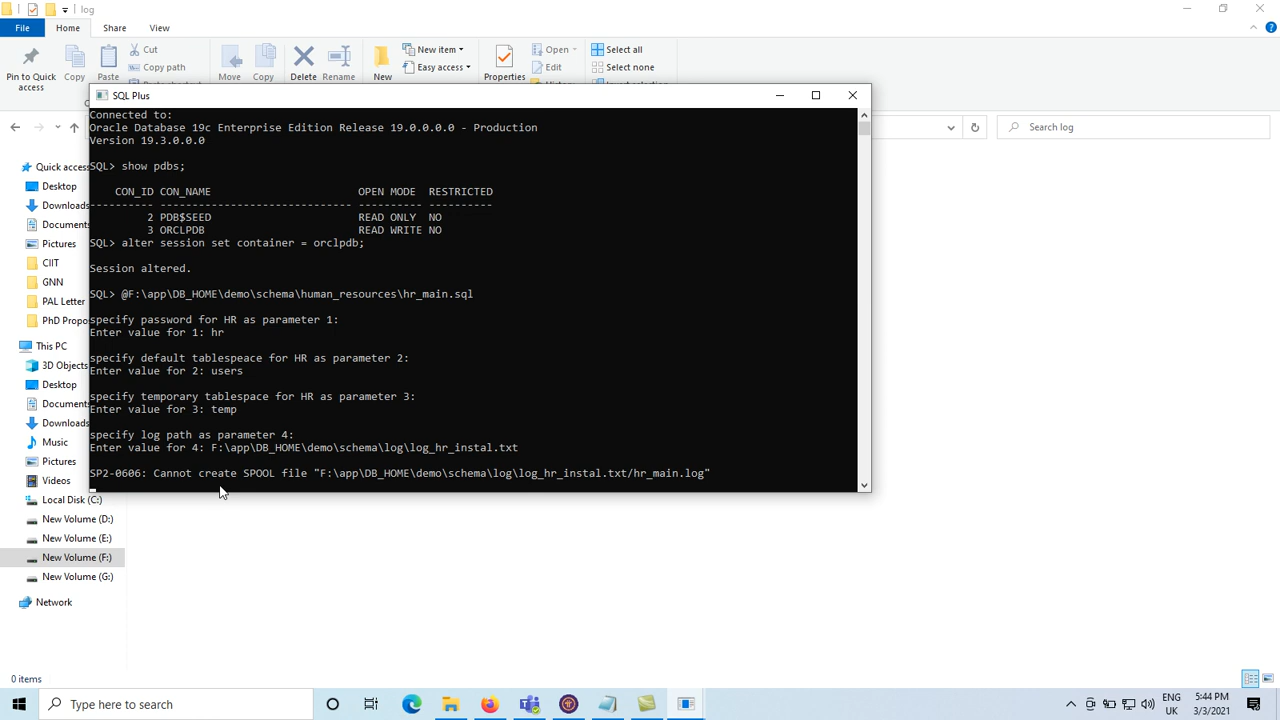 log
File
Home
Share
View
Cut
Copy path
New item
Easy access
Open
Edit
Select all
Select none
Pin to Quick
access
Copy
Paste
Move
Copy
Delete
Rename
New
Properties
SQL Plus
Search log
Connected to:
Oracle Database 19c Enterprise Edition Release 19.0.0.0.0 - Production
Version 19.3.0.0.0
SQL> show pdbs;
CON_ID CON_NAME OPEN MODE RESTRICTED
---------- ------------------------------ ---------- ----------
2 PDB$SEED READ ONLY NO
3 ORCLPDB READ WRITE NO
SQL> alter session set container = orclpdb;
Session altered.
SQL> @F:\app\DB_HOME\demo\schema\human_resources\hr_main.sql
specify password for HR as parameter 1:
Enter value for 1: hr
specify default tablespeace for HR as parameter 2:
Enter value for 2: users
specify temporary tablespace for HR as parameter 3:
Enter value for 3: temp
specify log path as parameter 4:
Enter value for 4: F:\app\DB_HOME\demo\schema\log\log_hr_instal.txt
SP2-0606: Cannot create SPOOL file "F:\app\DB_HOME\demo\schema\log\log_hr_instal.txt/hr_main.log"
Quick access
Desktop
Downloads
Documents
Pictures
CIIT
GNN
PAL Letter
PhD Propo
This PC
3D Objects
Desktop
Documents
Downloads
Music
Pictures
Videos
Local Disk (C:)
New Volume (D:)
New Volume (E:)
New Volume (F:)
New Volume (G:)
Network
0 items
Type here to search
ENG
UK
5:44 PM
3/3/2021